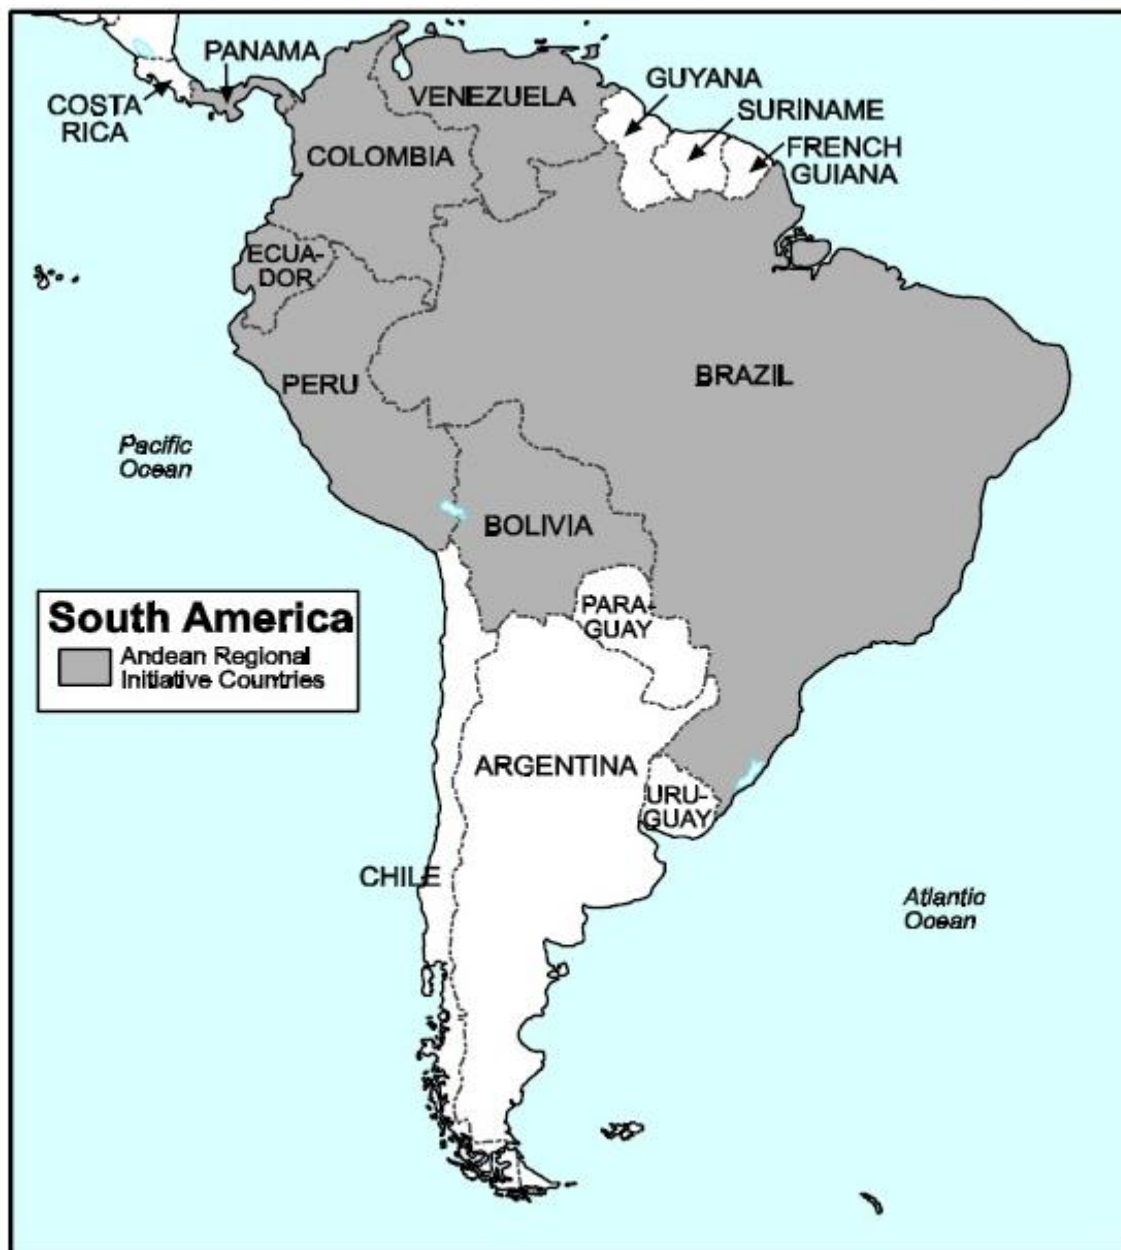 PANAMA
COSTA
RICA
VENEZUELA
GUYANA
SURINAME
FRENCH
GUIANA
COLOMBIA
ECUA-
DOR
PERU
BRAZIL
Pacific
Ocean
BOLIVIA
PARA-
GUAY
South America
Andean Regional
Initiative Countries
ARGENTINA
URU-
GUAY
CHILE
Atlantic
Ocean